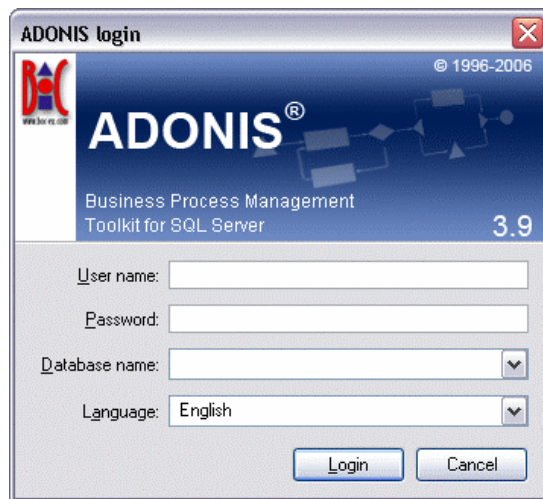 ADONIS login
© 1996-2006
BOC
ADONIS®
Business Process Management
Toolkit for SQL Server
3.9
User name:
Password:
Database name:
Language: English
Login Cancel